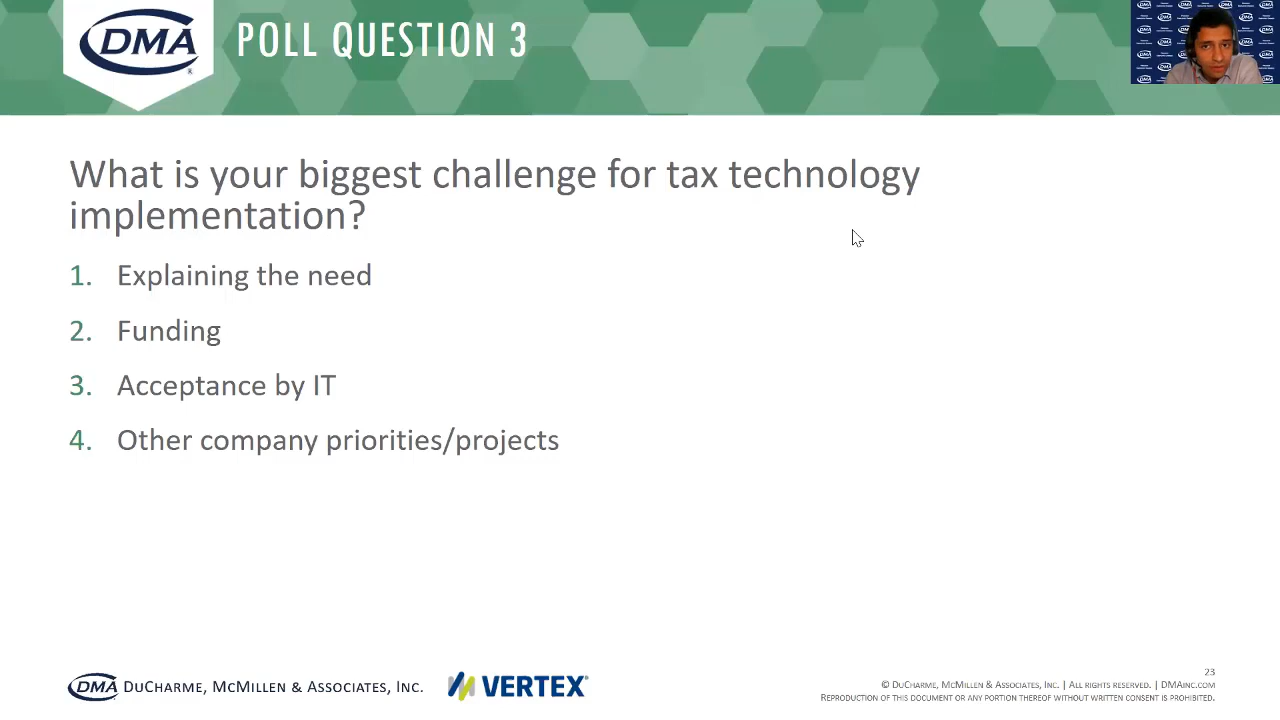 DMA
POLL QUESTION 3
What is your biggest challenge for tax technology
implementation?
1. Explaining the need
2. Funding
3. Acceptance by IT
4. Other company priorities/projects
DMA DUCHARME, MCMILLEN & ASSOCIATES, INC.
VERTEX
23
© DUCHARME, MCMILLEN & ASSOCIATES, INC. | ALL RIGHTS RESERVED. | DMAINC.COM
REPRODUCTION OF THIS DOCUMENT OR ANY PORTION THEREOF WITHOUT WRITTEN CONSENT IS PROHIBITED.